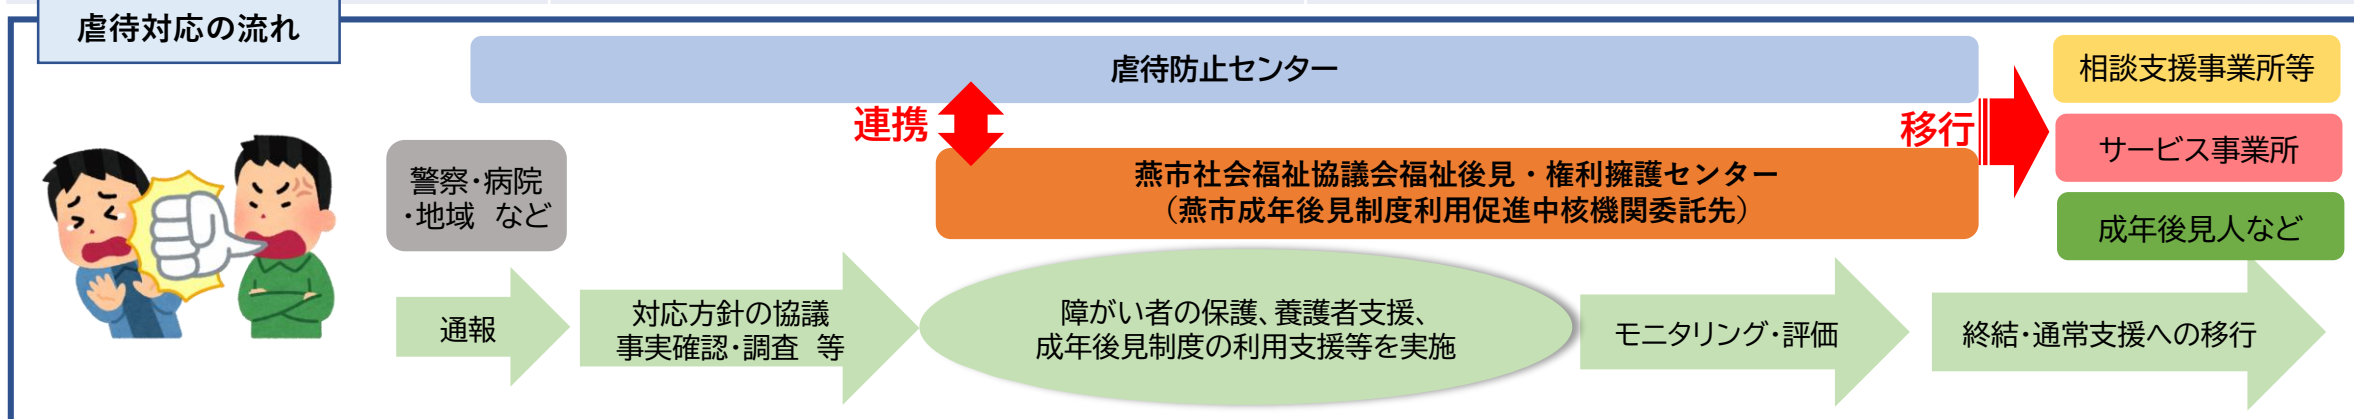 虐待対応の流れ
虐待防止センター
連携
移行
相談支援事業所等
サービス事業所
成年後見人など
警察・病院
・地域　など
燕市社会福祉協議会福祉後見・権利擁護センター
（燕市成年後見制度利用促進中核機関委託先）
通報
対応方針の協議
事実確認・調査　等
障がい者の保護、養護者支援、
成年後見制度の利用支援等を実施
モニタリング・評価
終結・通常支援への移行